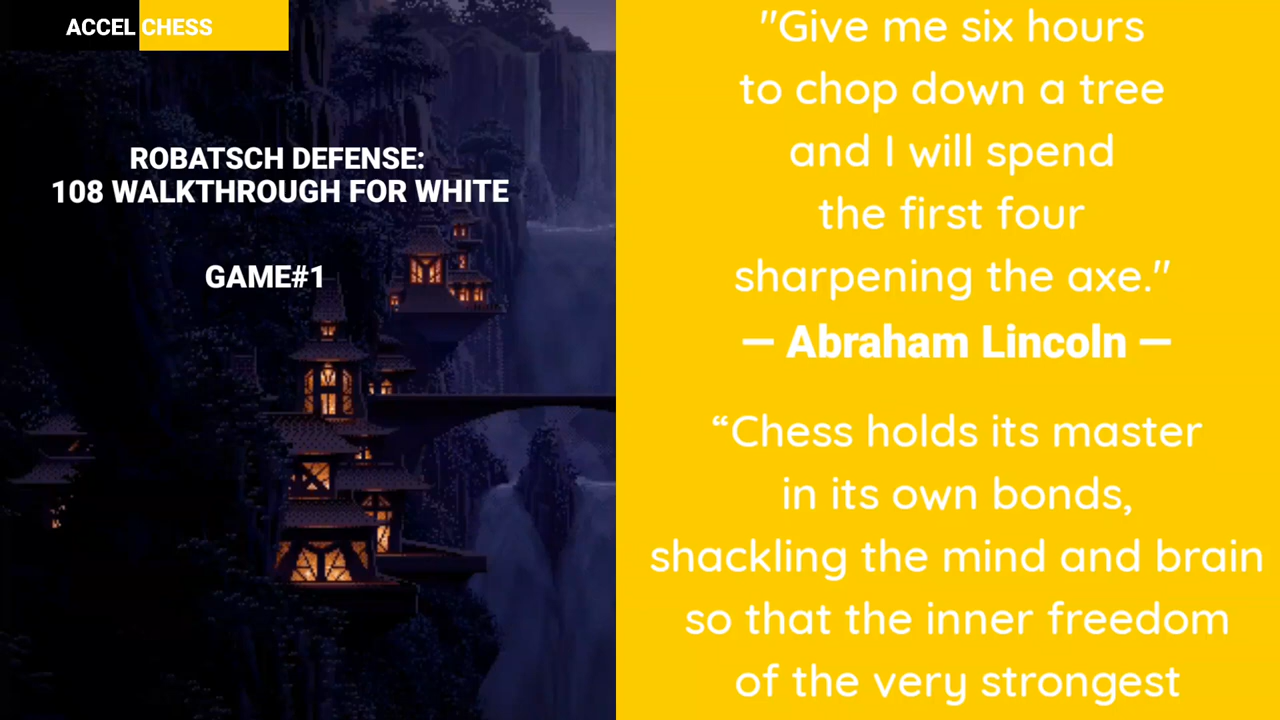 ACCEL CHESS
ROBATSCH DEFENSE:
108 WALKTHROUGH FOR WHITE
GAME#1
"Give me six hours
to chop down a tree
and I will spend
the first four
sharpening the axe."
— Abraham Lincoln —
“Chess holds its master
in its own bonds,
shackling the mind and brain
so that the inner freedom
of the very strongest